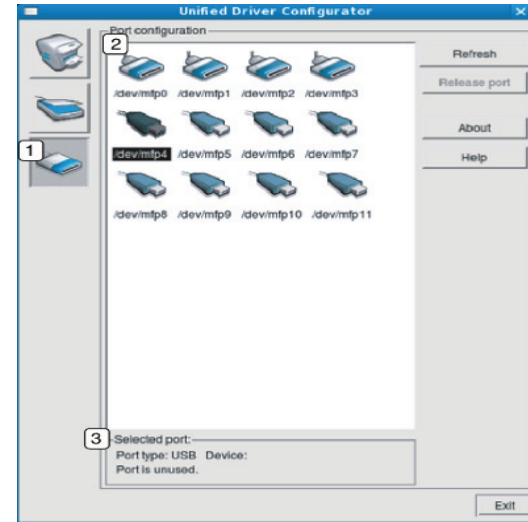 Unified Driver Configurator
Port configuration
2
Refresh
/dev/mfp0 /dev/mfp1 /dev/mfp2 /dev/mfp3
Release port
About
1
/dev/mfp4 /dev/mfp5 /dev/mfp6 /dev/mfp7
Help
/dev/mfp8 /dev/mfp9 /dev/mfp10 /dev/mfp11
3
Selected port:
Port type: USB Device:
Port is unused.
Exit